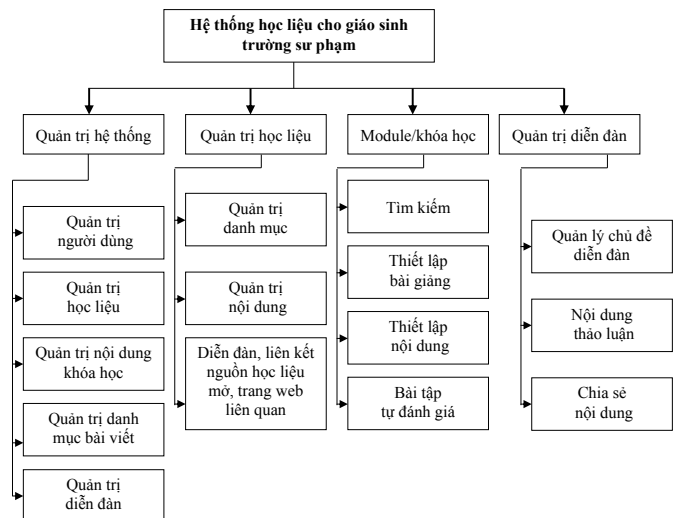 Hệ thống học liệu cho giáo sinh
trường sư phạm
Quản trị hệ thống
Quản trị học liệu
Module/khóa học
Quản trị diễn đàn
Quản trị
người dùng
Quản trị
học liệu
Quản trị nội dung
khóa học
Quản trị danh
mục bài viết
Quản trị
diễn đàn
Quản trị
danh mục
Quản trị
nội dung
Diễn đàn, liên kết
nguồn học liệu
mở, trang web
liên quan
Tìm kiếm
Thiết lập
bài giảng
Thiết lập
nội dung
Bài tập
tự đánh giá
Quản lý chủ đề
diễn đàn
Nội dung
thảo luận
Chia sẻ
nội dung